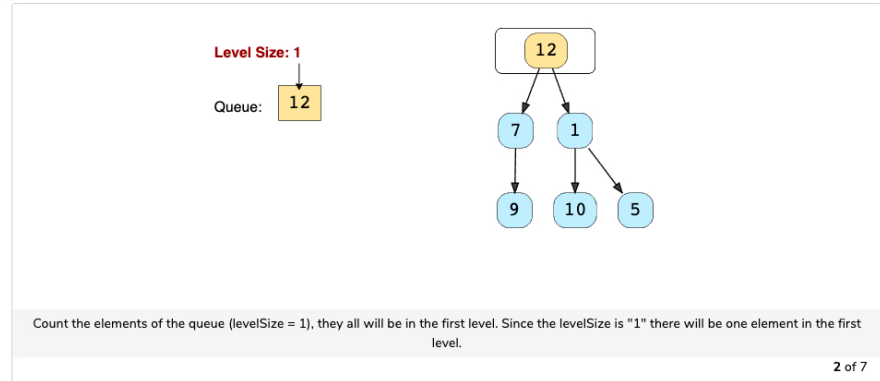 Level Size: 1
Queue: 12
12
7 1
9 10 5
Count the elements of the queue (levelSize = 1), they all will be in the first level. Since the levelSize is "1" there will be one element in the first
level.
2 of 7